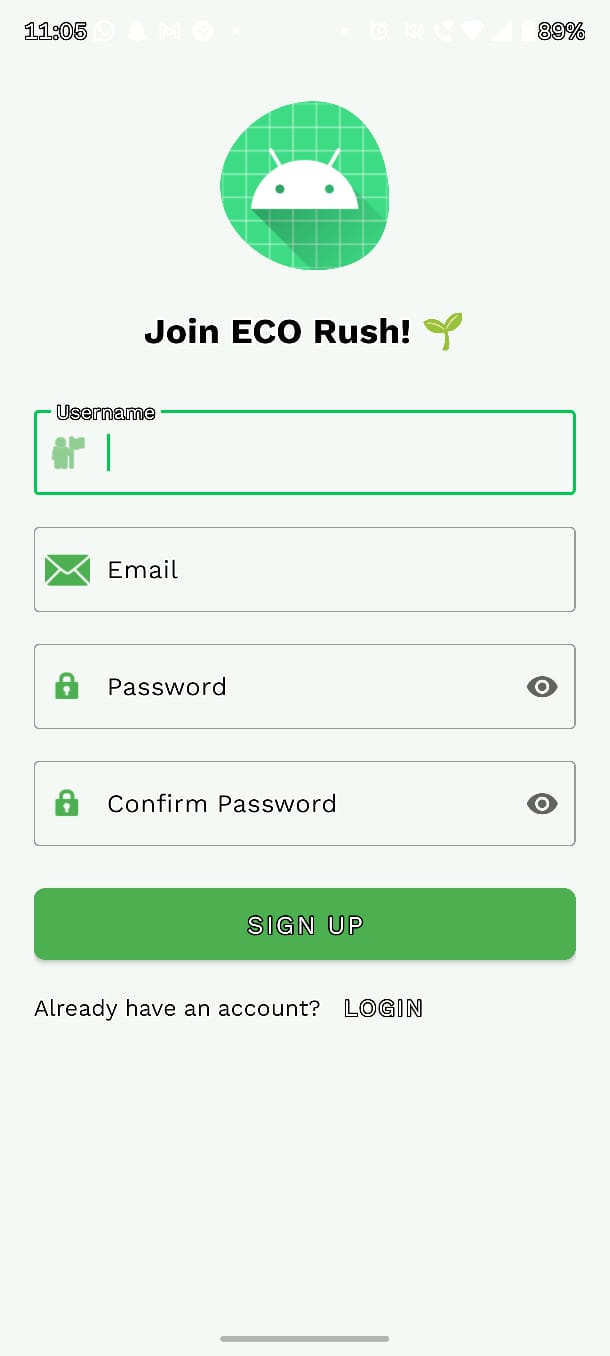 11:05 89%
Join ECO Rush! 🌱
Username
Email
Password
Confirm Password
SIGN UP
Already have an account? LOGIN